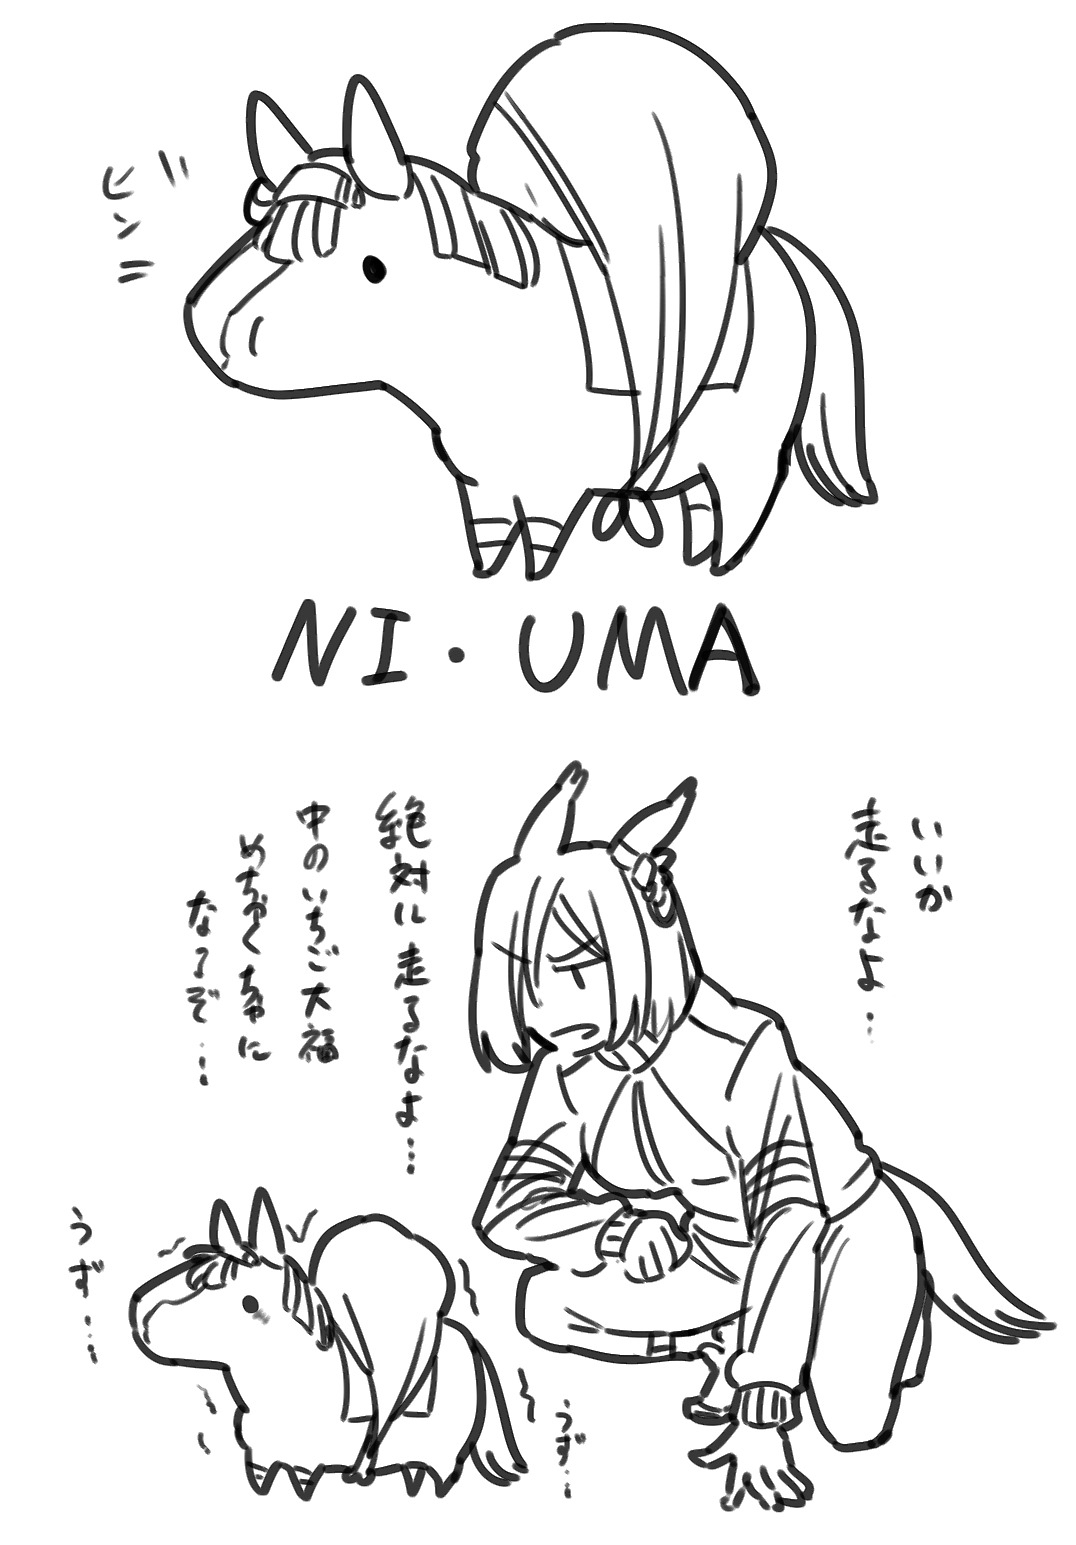 ピン
NI・UMA
いいか
走るなよ…
絶対に走るなよ…
中のいちご大福
めちゃくちゃに
なるぞ…
うず…
うず…